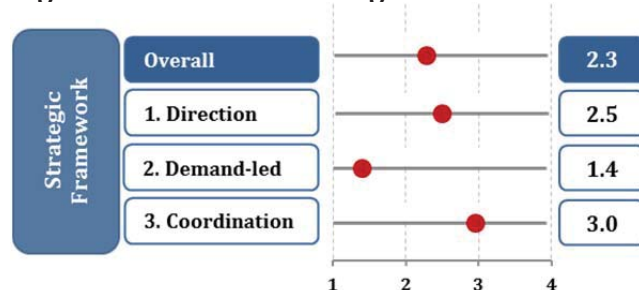 Strategic
Framework
Overall
2.3
1. Direction
2.5
2. Demand-led
1.4
3. Coordination
3.0
1 2 3 4